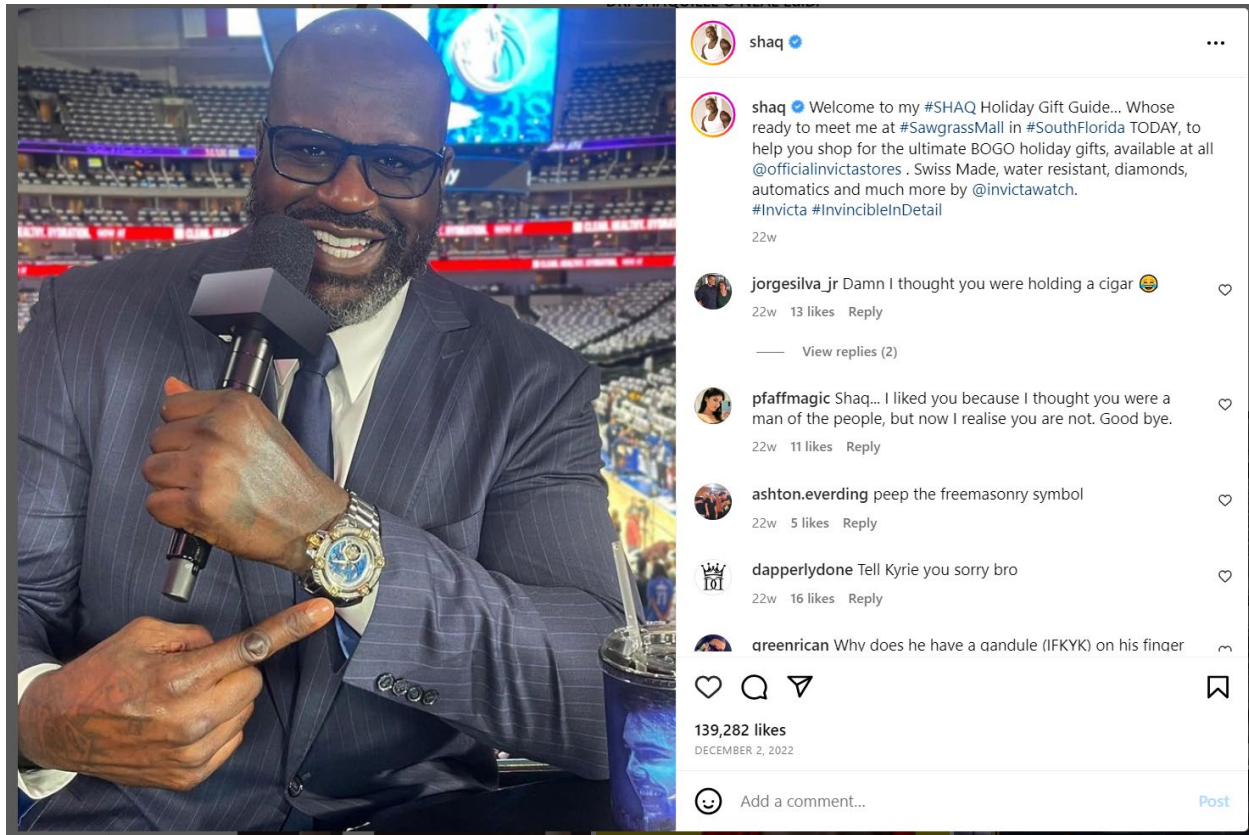 shaq
shaq Welcome to my #SHAQ Holiday Gift Guide... Whose
ready to meet me at #SawgrassMall in #SouthFlorida TODAY, to
help you shop for the ultimate BOGO holiday gifts, available at all
@officialinvictastores . Swiss Made, water resistant, diamonds,
automatics and much more by @invictawatch.
#Invicta #InvincibleInDetail
22w
jorgesilva_jr Damn I thought you were holding a cigar 😂
22w 13 likes Reply
View replies (2)
pfaffmagic Shaq... I liked you because I thought you were a
man of the people, but now I realise you are not. Good bye.
22w 11 likes Reply
ashton.everding peep the freemasonry symbol
22w 5 likes Reply
dapperlydone Tell Kyrie you sorry bro
22w 16 likes Reply
greenrican Why does he have a gandule (IFKYK) on his finger
139,282 likes
DECEMBER 2, 2022
Add a comment...
Post